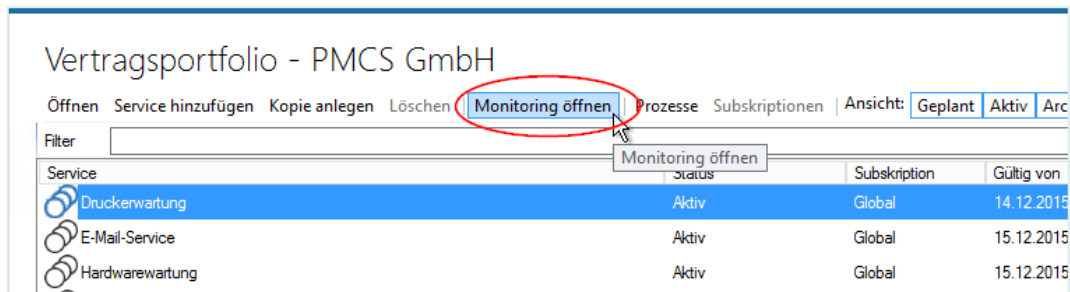 Vertragsportfolio - PMCS GmbH
Öffnen Service hinzufügen Kopie anlegen Löschen Monitoring öffnen Prozesse Subskriptionen Ansicht: Geplant Aktiv Arc
Filter
Monitoring öffnen
Service Status Subskription Gültig von
Druckerwartung Aktiv Global 14.12.2015
E-Mail-Service Aktiv Global 15.12.2015
Hardwarewartung Aktiv Global 15.12.2015